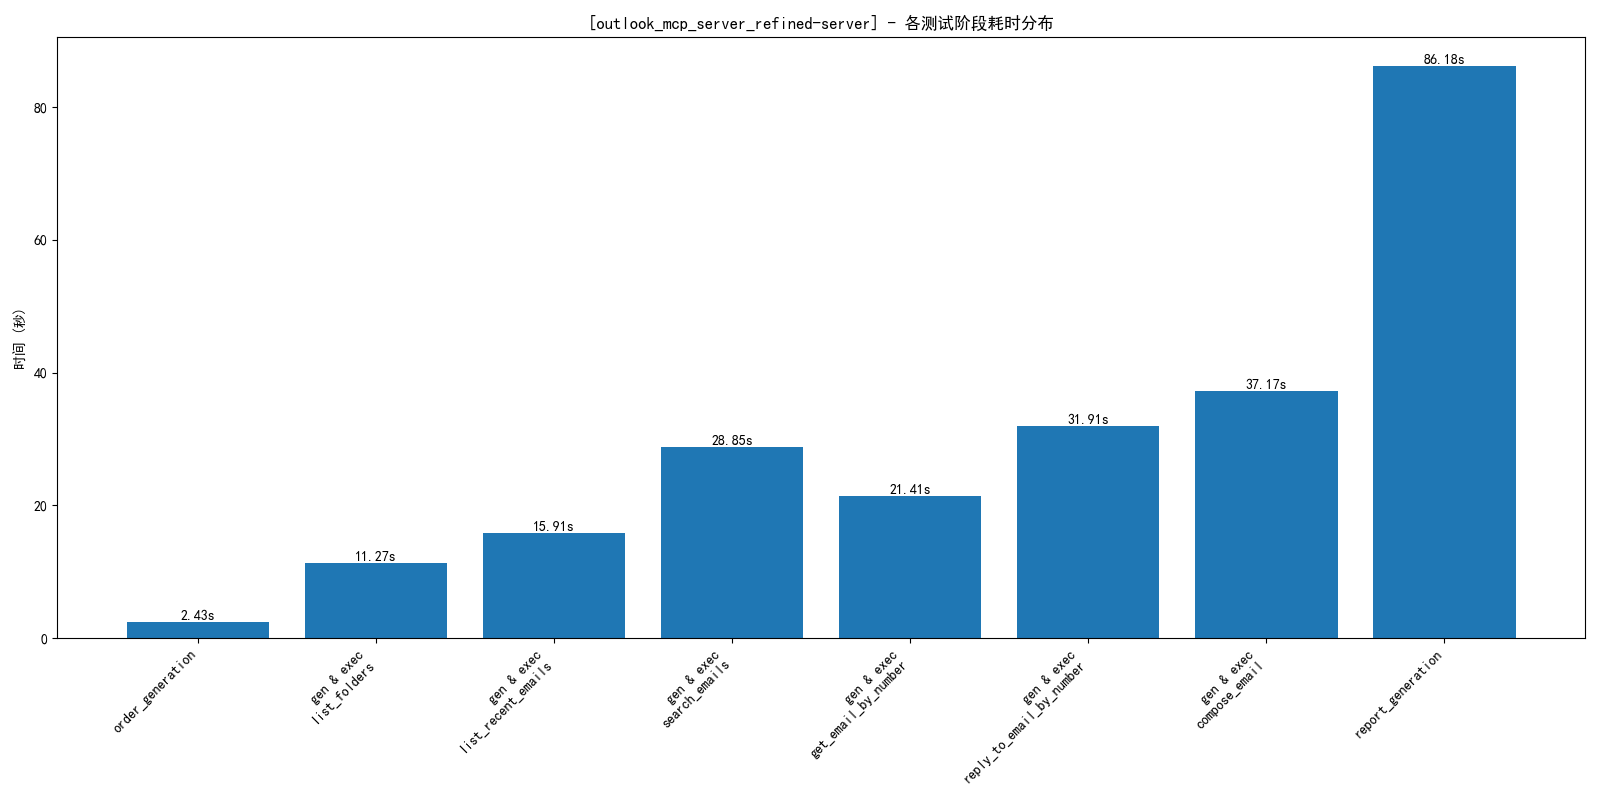 [outlook_mcp_server_refined-server] - 各测试阶段耗时分布
时间 (秒)
80
60
40
20
0
2.43s
11.27s
15.91s
28.85s
21.41s
31.91s
37.17s
86.18s
order_generation
gen & exec
list_folders
gen & exec
list_recent_emails
gen & exec
search_emails
gen & exec
get_email_by_number
gen & exec
reply_to_email_by_number
gen & exec
compose_email
report_generation